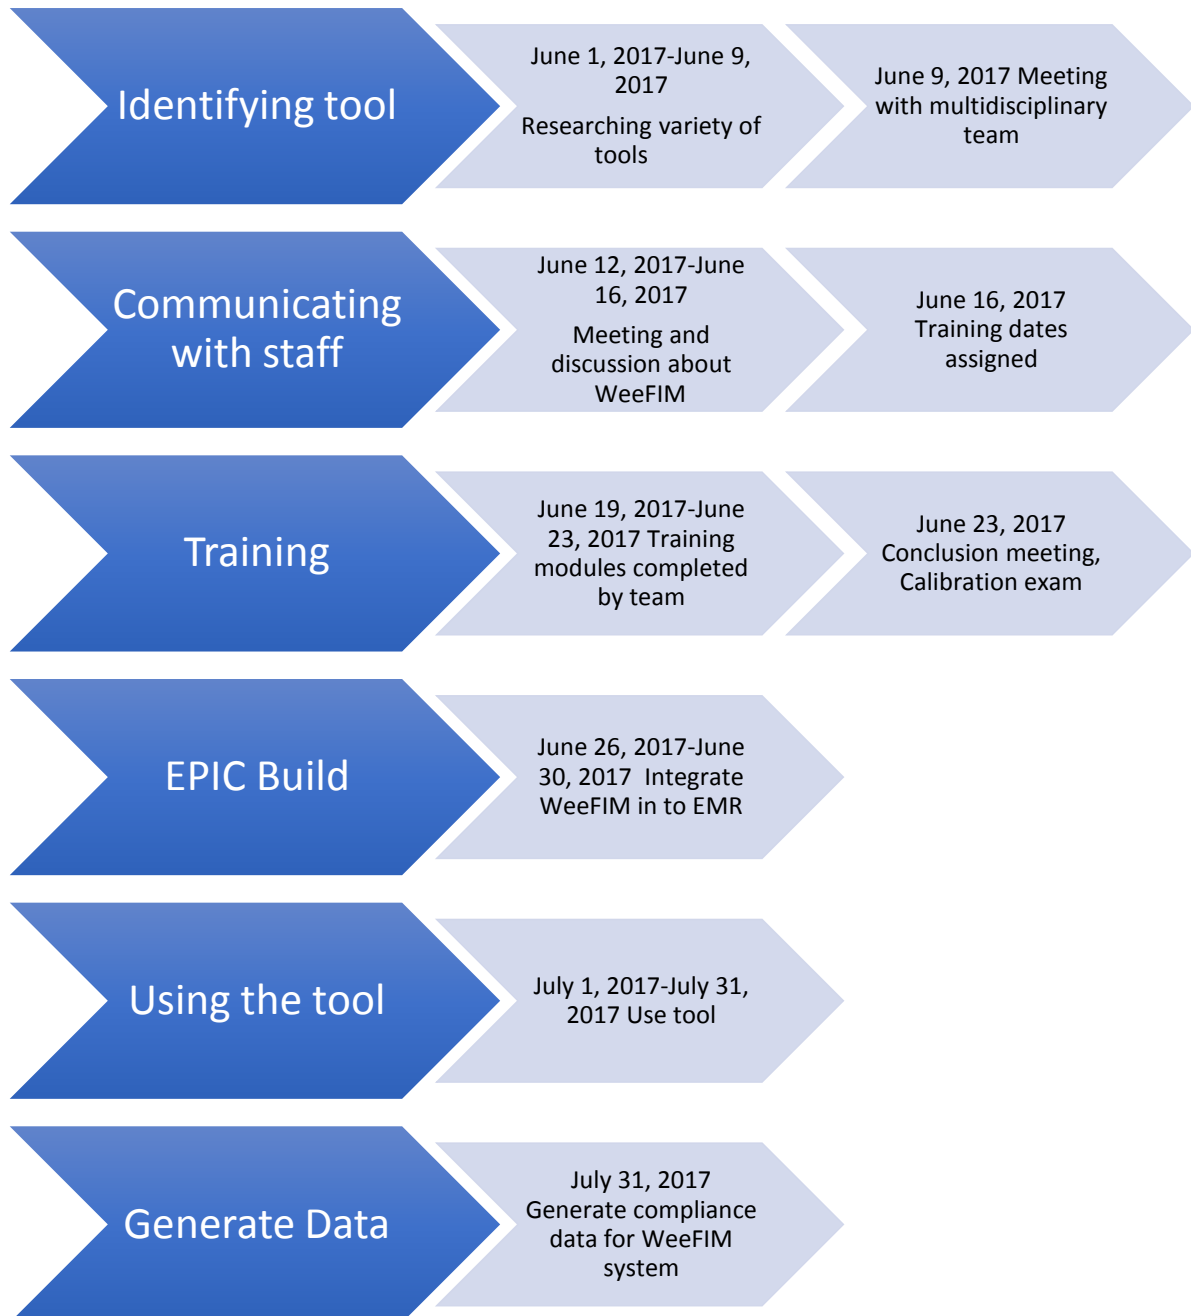 Identifying tool
June 1, 2017-June 9,
2017
Researching variety of
tools
June 9, 2017 Meeting
with multidisciplinary
team
Communicating
with staff
June 12, 2017-June
16, 2017
Meeting and
discussion about
WeeFIM
June 16, 2017
Training dates
assigned
Training
June 19, 2017-June
23, 2017 Training
modules completed
by team
June 23, 2017
Conclusion meeting,
Calibration exam
EPIC Build
June 26, 2017-June
30, 2017  Integrate
WeeFIM in to EMR
Using the tool
July 1, 2017-July 31,
2017 Use tool
Generate Data
July 31, 2017
Generate compliance
data for WeeFIM
system